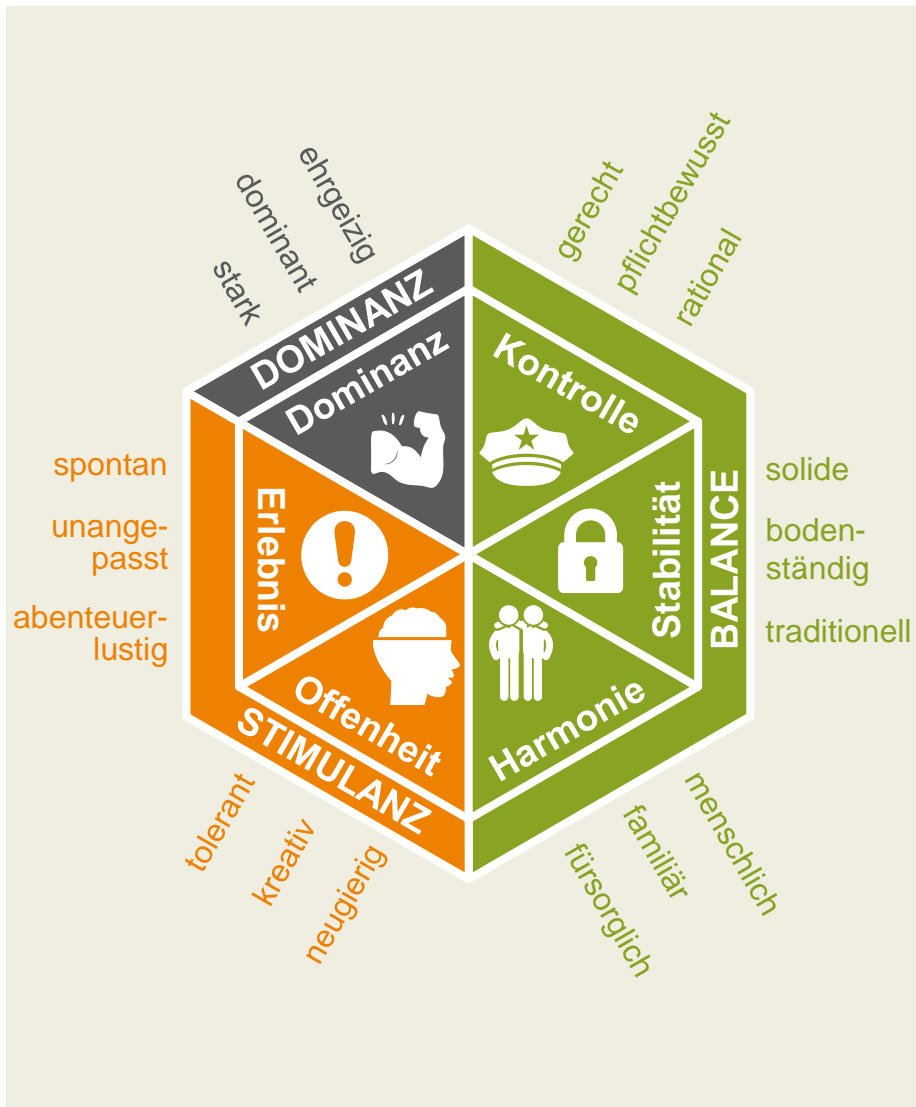 ehrgeizig
dominant
stark
gerecht
pflichtbewusst
rational
DOMINANZ
Dominanz
Kontrolle
spontan
unange-
passt
abenteuer-
lustig
Erlebnis
Stabilität
BALANCE
solide
boden-
ständig
traditionell
Offenheit
STIMULANZ
Harmonie
tolerant
kreativ
neugierig
menschlich
familiär
fürsorglich